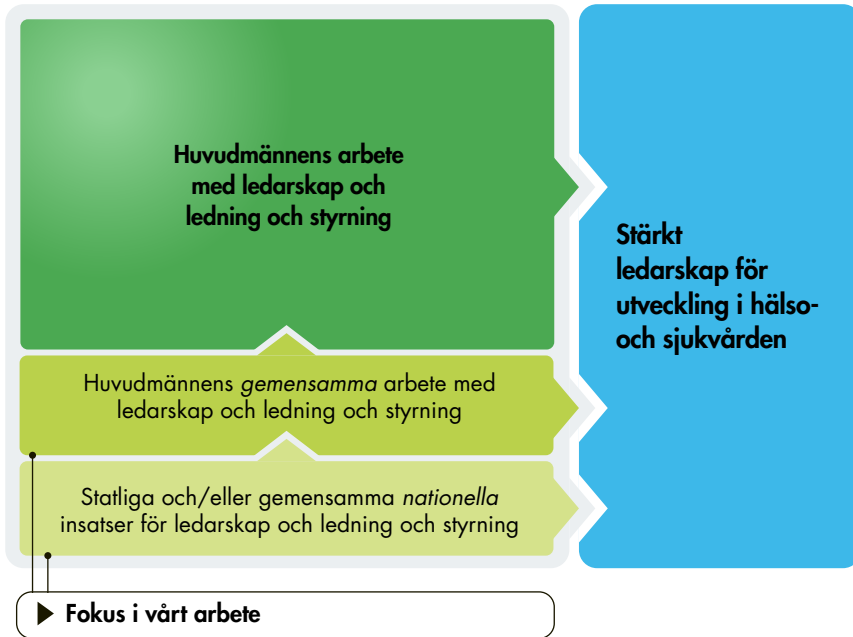 Huvudmännens arbete
med ledarskap och
ledning och styrning
Stärkt
ledarskap för
utveckling i hälso-
och sjukvården
Huvudmännens gemensamma arbete med
ledarskap och ledning och styrning
Statliga och/eller gemensamma nationella
insatser för ledarskap och ledning och styrning
Fokus i vårt arbete